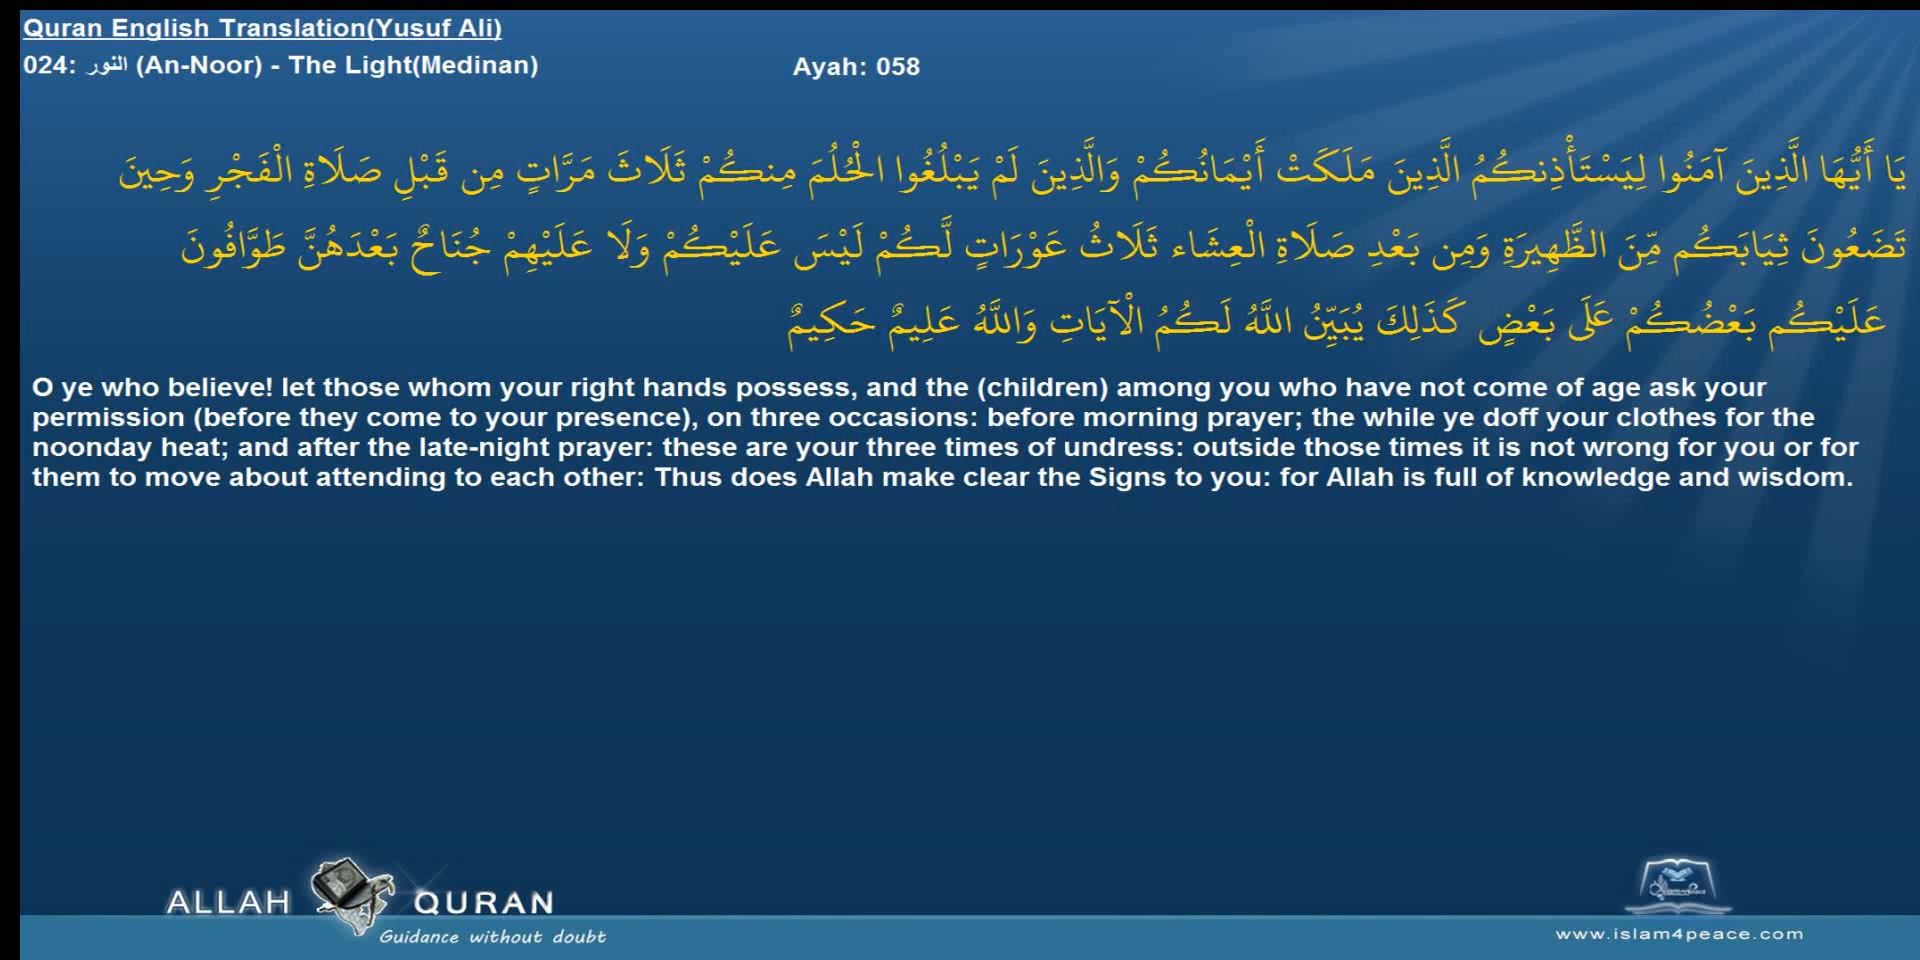 Quran English Translation(Yusuf Ali)
024: النور (An-Noor) - The Light(Medinan) Ayah: 058
يَا أَيُّهَا الَّذِينَ آمَنُوا لِيَسْتَأْذِنكُمُ الَّذِينَ مَلَكَتْ أَيْمَانُكُمْ وَالَّذِينَ لَمْ يَبْلُغُوا الْحُلُمَ مِنكُمْ ثَلَاثَ مَرَّاتٍ مِن قَبْلِ صَلَاةِ الْفَجْرِ وَحِينَ
تَضَعُونَ ثِيَابَكُم مِّنَ الظَّهِيرَةِ وَمِن بَعْدِ صَلَاةِ الْعِشَاء ثَلَاثُ عَوْرَاتٍ لَّكُمْ لَيْسَ عَلَيْكُمْ وَلَا عَلَيْهِمْ جُنَاحٌ بَعْدَهُنَّ طَوَّافُونَ
عَلَيْكُم بَعْضُكُمْ عَلَى بَعْضٍ كَذَلِكَ يُبَيِّنُ اللَّهُ لَكُمُ الْآيَاتِ وَاللَّهُ عَلِيمٌ حَكِيمٌ
O ye who believe! let those whom your right hands possess, and the (children) among you who have not come of age ask your
permission (before they come to your presence), on three occasions: before morning prayer; the while ye doff your clothes for the
noonday heat; and after the late-night prayer: these are your three times of undress: outside those times it is not wrong for you or for
them to move about attending to each other: Thus does Allah make clear the Signs to you: for Allah is full of knowledge and wisdom.
ALLAH QURAN
Guidance without doubt
www.islam4peace.com